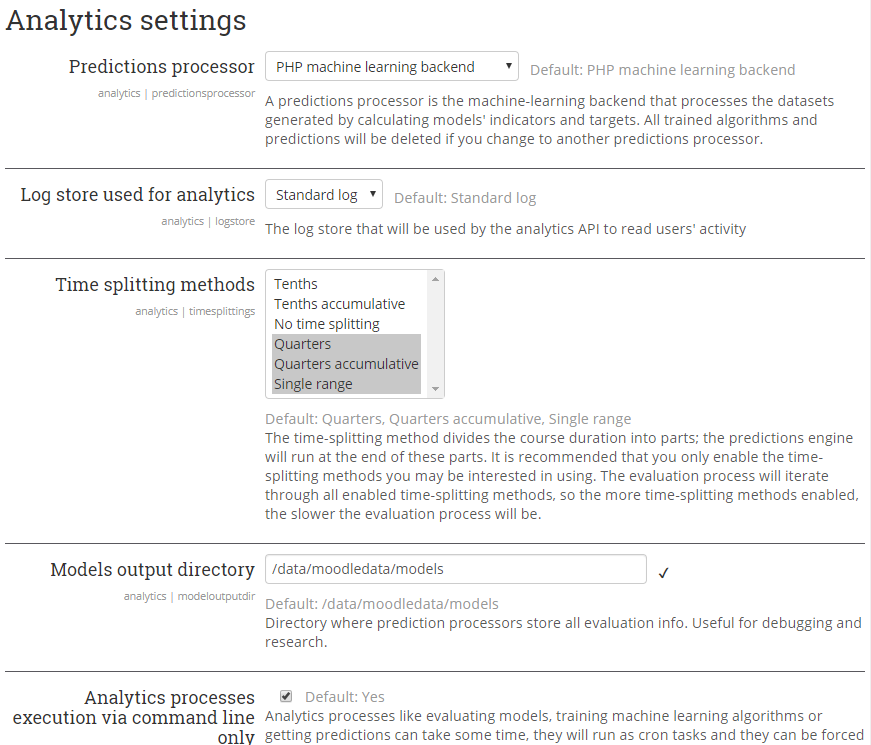 Analytics settings
Predictions processor
PHP machine learning backend
Default: PHP machine learning backend
analytics | predictionsprocessor
A predictions processor is the machine-learning backend that processes the datasets
generated by calculating models' indicators and targets. All trained algorithms and
predictions will be deleted if you change to another predictions processor.
Log store used for analytics
Standard log
Default: Standard log
analytics | logstore
The log store that will be used by the analytics API to read users' activity
Time splitting methods
analytics | timesplittings
Tenths
Tenths accumulative
No time splitting
Quarters
Quarters accumulative
Single range
Default: Quarters, Quarters accumulative, Single range
The time-splitting method divides the course duration into parts; the predictions engine
will run at the end of these parts. It is recommended that you only enable the time-
splitting methods you may be interested in using. The evaluation process will iterate
through all enabled time-splitting methods, so the more time-splitting methods enabled,
the slower the evaluation process will be.
Models output directory
/data/moodledata/models
analytics | modeloutputdir
Default: /data/moodledata/models
Directory where prediction processors store all evaluation info. Useful for debugging and
research.
Analytics processes
execution via command line
only
Default: Yes
Analytics processes like evaluating models, training machine learning algorithms or
getting predictions can take some time, they will run as cron tasks and they can be forced